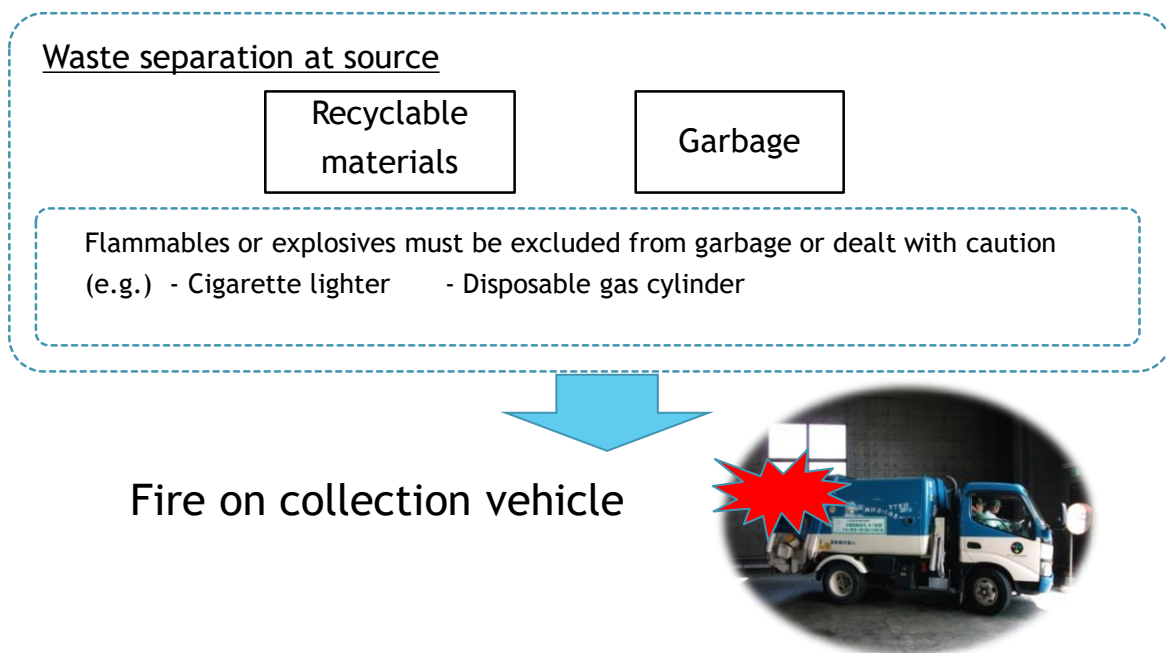 Waste separation at source
Recyclable
materials
Garbage
Flammables or explosives must be excluded from garbage or dealt with caution
(e.g.) - Cigarette lighter - Disposable gas cylinder
Fire on collection vehicle